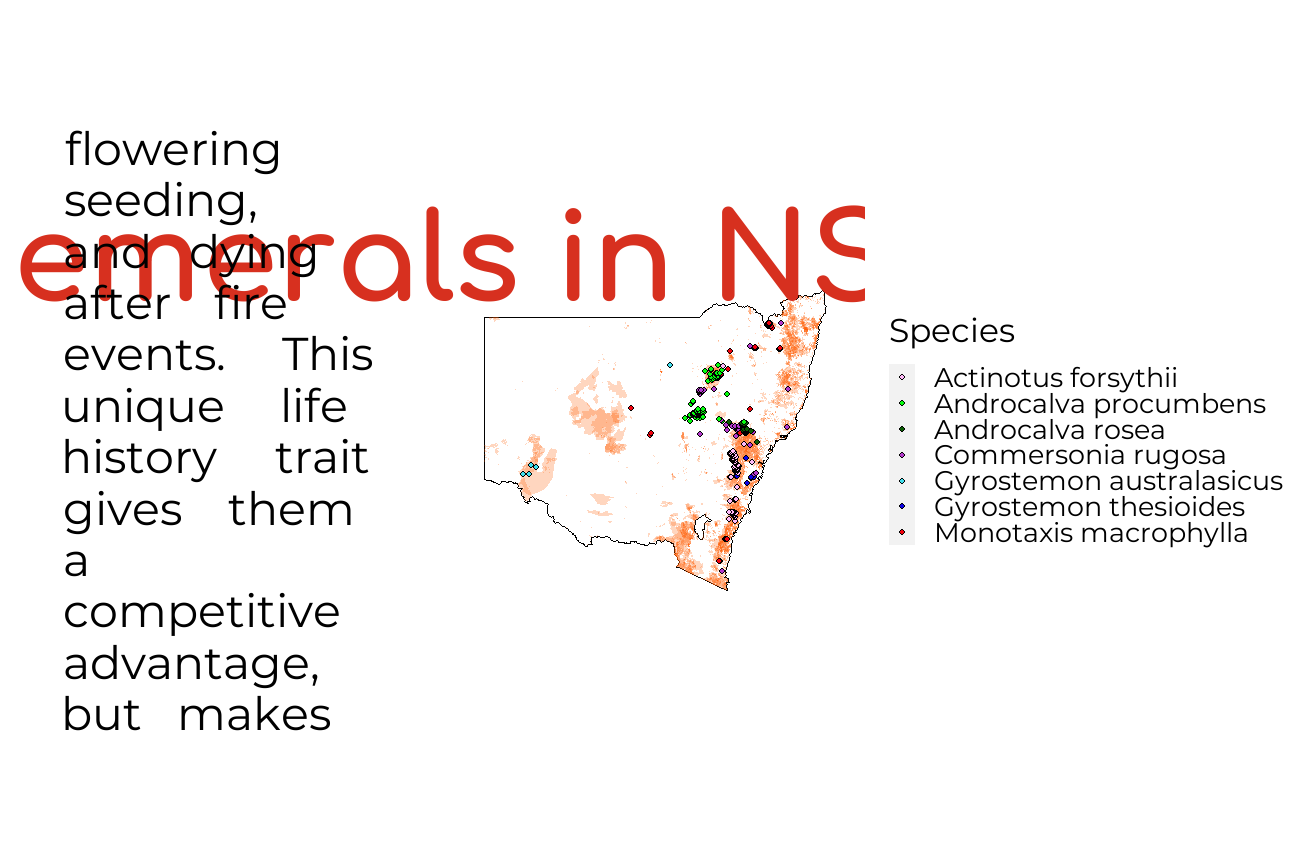 emerals in NS
flowering
seeding,
and dying
after fire
events. This
unique life
history trait
gives them
a
competitive
advantage,
but makes
Species
Actinotus forsythii
Androcalva procumbens
Androcalva rosea
Commersonia rugosa
Gyrostemon australasicus
Gyrostemon thesioides
Monotaxis macrophylla